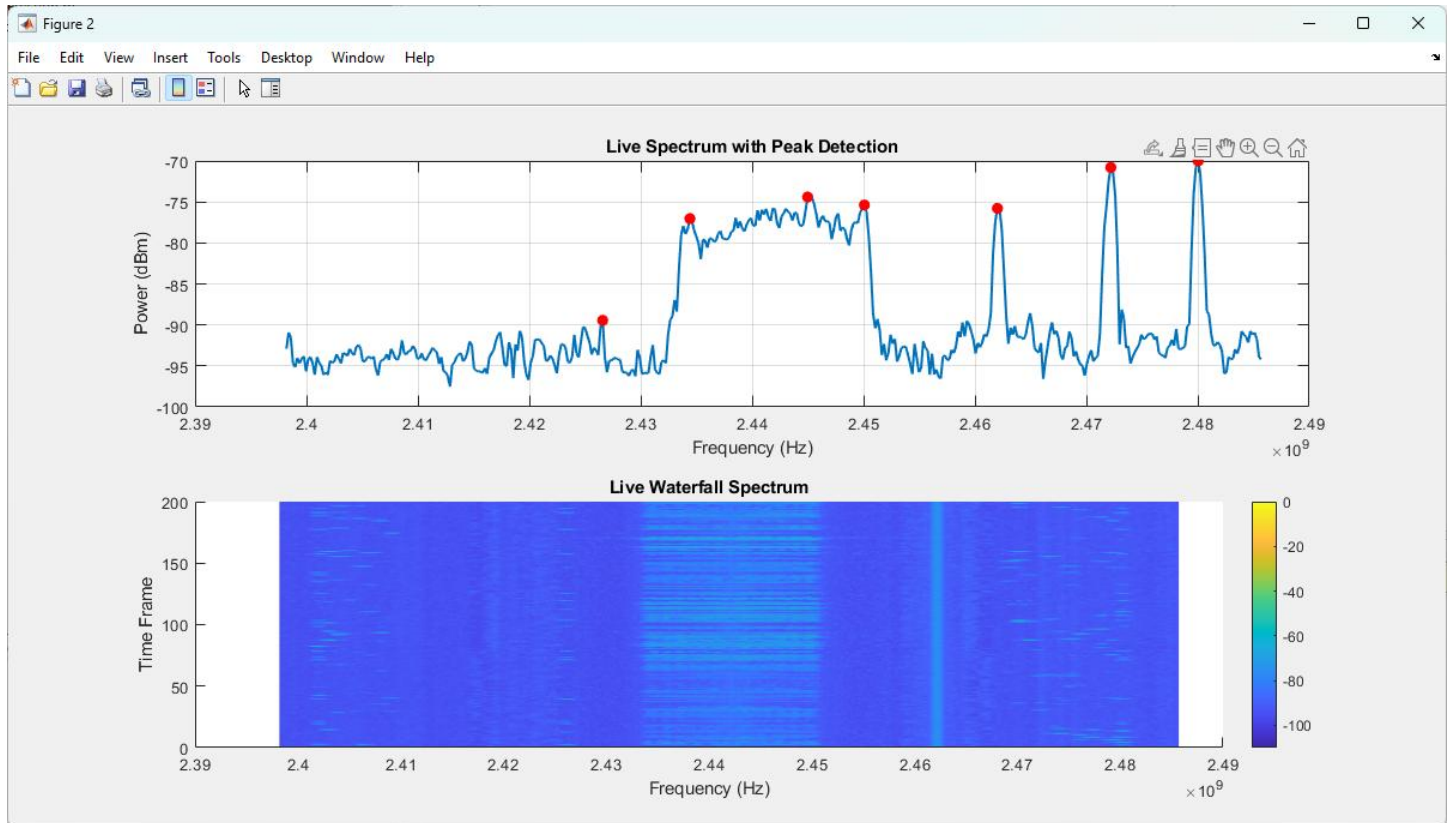 Figure 2
File Edit View Insert Tools Desktop Window Help
Live Spectrum with Peak Detection
-70
-75
-80
-85
-90
-95
-100
Power (dBm)
2.39 2.4 2.41 2.42 2.43 2.44 2.45 2.46 2.47 2.48 2.49
Frequency (Hz)
×10⁹
Live Waterfall Spectrum
200
150
100
50
0
Time Frame
2.39 2.4 2.41 2.42 2.43 2.44 2.45 2.46 2.47 2.48 2.49
Frequency (Hz)
×10⁹
0
-20
-40
-60
-80
-100